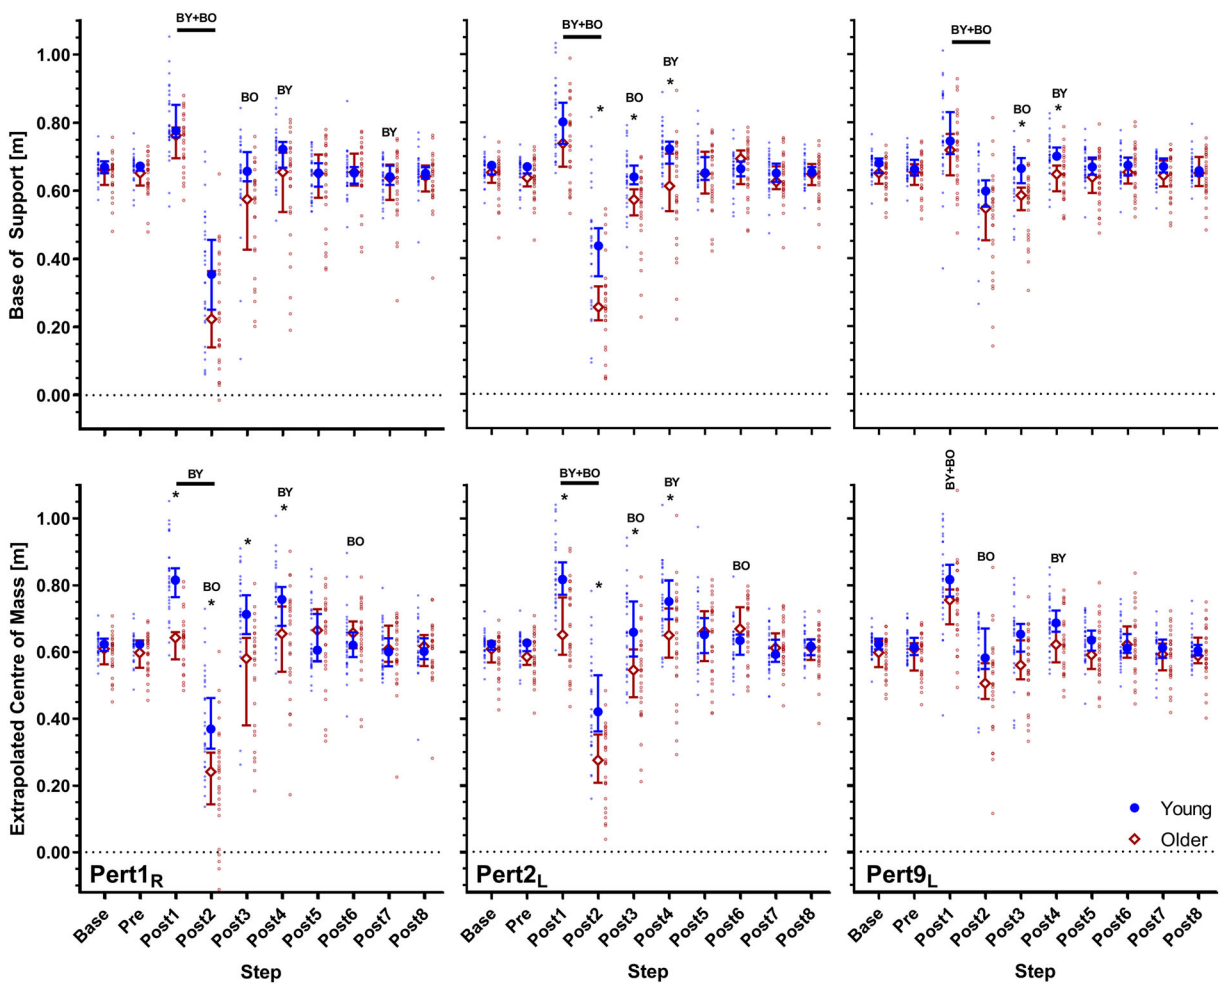 BY+BO
BY+BO
BY+BO
Base of Support [m]
1.00
0.80
0.60
0.40
0.20
0.00
BO
BY
BY
*
BO
*
BY
*
BO
*
BY
*
Extrapolated Centre of Mass [m]
1.00
0.80
0.60
0.40
0.20
0.00
BY
*
BO
*
*
BY
*
BO
BY+BO
*
*
BO
*
BY
*
BO
BY+BO
BO
BY
Young
Older
Pert1R
Pert2L
Pert9L
Base Pre Post1 Post2 Post3 Post4 Post5 Post6 Post7 Post8
Base Pre Post1 Post2 Post3 Post4 Post5 Post6 Post7 Post8
Base Pre Post1 Post2 Post3 Post4 Post5 Post6 Post7 Post8
Step
Step
Step